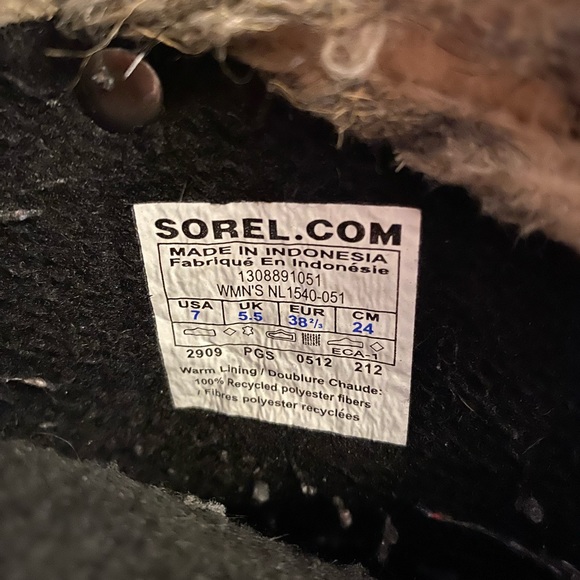 SOREL.COM
MADE IN INDONESIA
Fabriqué En Indonésie
1308891051
WMN'S NL1540-051
USA UK EUR CM
7 5.5 38²/₃ 24
2909 PGS 0512 ECA-1 212
Warm Lining / Doublure Chaude:
100% Recycled polyester fibers
/ Fibres polyester recyclées